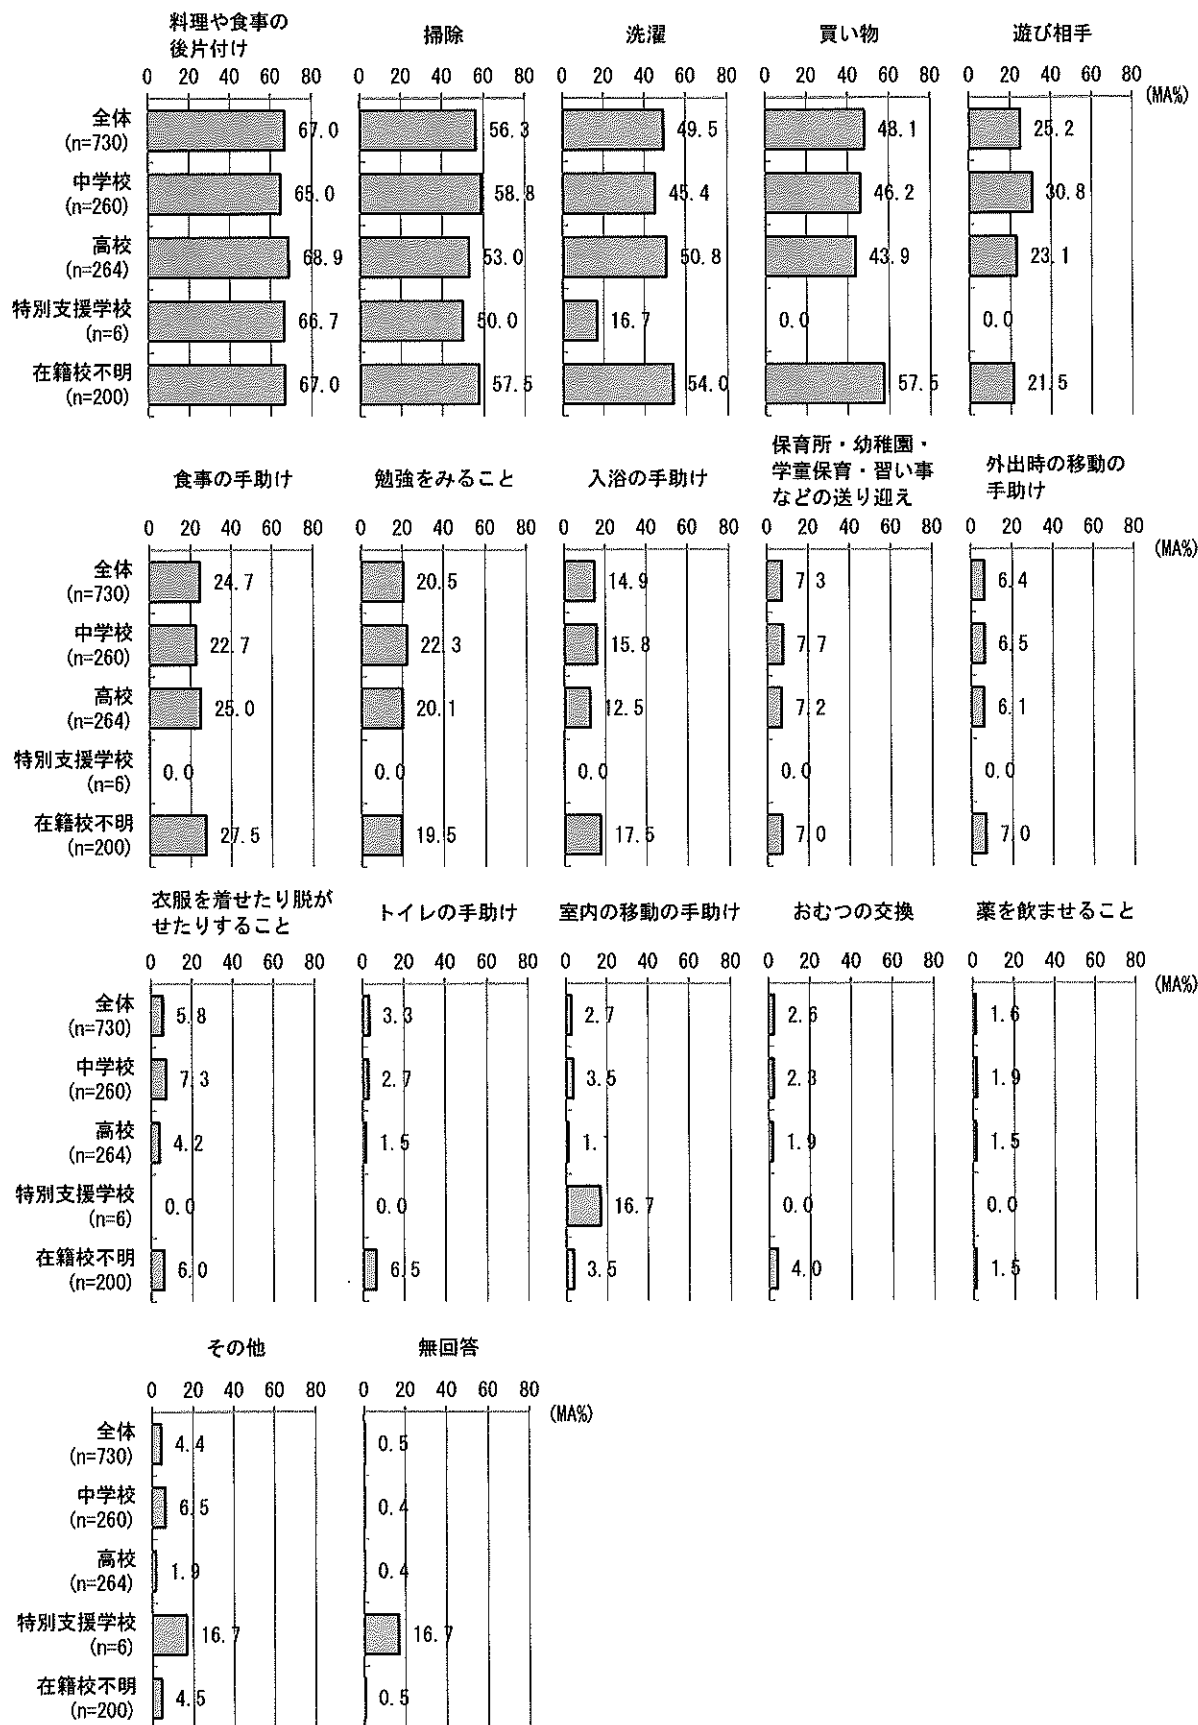 料理や食事の
後片付け
掃除
洗濯
買い物
遊び相手
0 20 40 60 80 0 20 40 60 80 0 20 40 60 80 0 20 40 60 80 0 20 40 60 80
(MA%)
全体
(n=730)
67.0 56.3 49.5 48.1 25.2
中学校
(n=260)
65.0 58.8 45.4 46.2 30.8
高校
(n=264)
68.9 53.0 50.8 43.9 23.1
特別支援学校
(n=6)
66.7 50.0 16.7 0.0 0.0
在籍校不明
(n=200)
67.0 57.5 54.0 57.5 21.5
食事の手助け
勉強をみること
入浴の手助け
保育所・幼稚園・
学童保育・習い事
などの送り迎え
外出時の移動の
手助け
0 20 40 60 80 0 20 40 60 80 0 20 40 60 80 0 20 40 60 80 0 20 40 60 80
(MA%)
全体
(n=730)
24.7 20.5 14.9 7.3 6.4
中学校
(n=260)
22.7 22.3 15.8 7.7 6.5
高校
(n=264)
25.0 20.1 12.5 7.2 6.1
特別支援学校
(n=6)
0.0 0.0 0.0 0.0 0.0
在籍校不明
(n=200)
27.5 19.5 17.5 7.0 7.0
衣服を着せたり脱が
せたりすること
トイレの手助け
室内の移動の手助け
おむつの交換
薬を飲ませること
0 20 40 60 80 0 20 40 60 80 0 20 40 60 80 0 20 40 60 80 0 20 40 60 80
(MA%)
全体
(n=730)
5.8 3.3 2.7 2.6 1.6
中学校
(n=260)
7.3 2.7 3.5 2.3 1.9
高校
(n=264)
4.2 1.5 1.1 1.9 1.5
特別支援学校
(n=6)
0.0 0.0 16.7 0.0 0.0
在籍校不明
(n=200)
6.0 6.5 3.5 4.0 1.5
その他
無回答
0 20 40 60 80 0 20 40 60 80
(MA%)
全体
(n=730)
4.4 0.5
中学校
(n=260)
6.5 0.4
高校
(n=264)
1.9 0.4
特別支援学校
(n=6)
16.7 16.7
在籍校不明
(n=200)
4.5 0.5